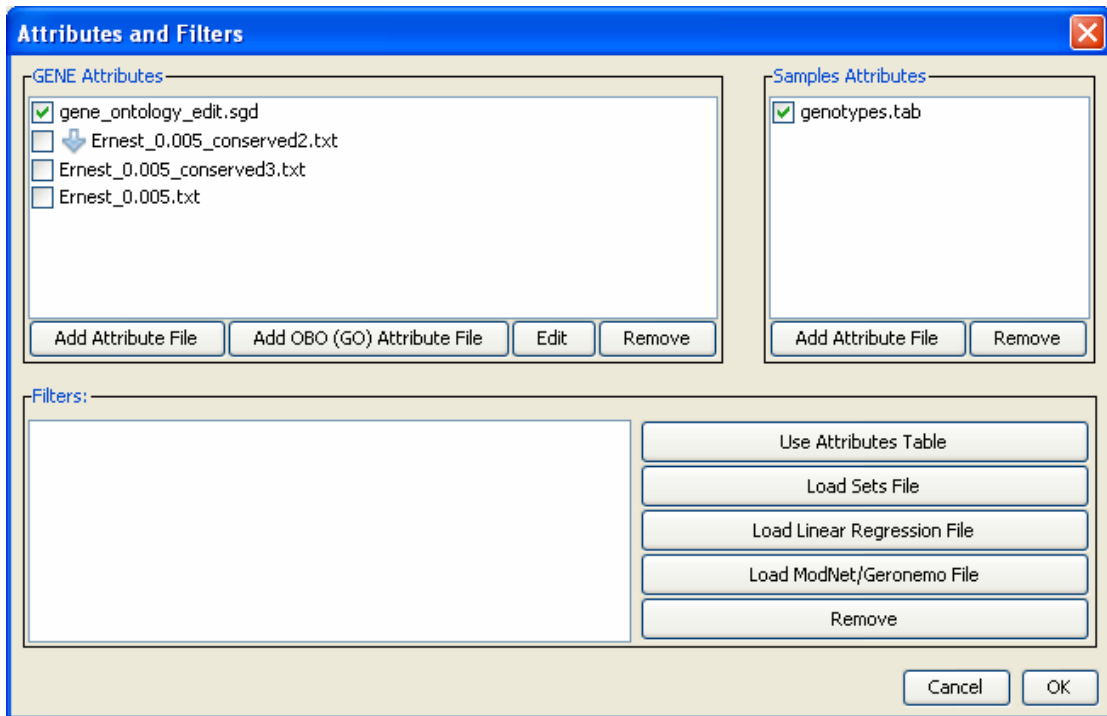 Attributes and Filters
GENE Attributes
gene_ontology_edit.sgd
Ernest_0.005_conserved2.txt
Ernest_0.005_conserved3.txt
Ernest_0.005.txt
Add Attribute File
Add OBO (GO) Attribute File
Edit
Remove
Samples Attributes
genotypes.tab
Add Attribute File
Remove
Filters:
Use Attributes Table
Load Sets File
Load Linear Regression File
Load ModNet/Geronemo File
Remove
Cancel
OK